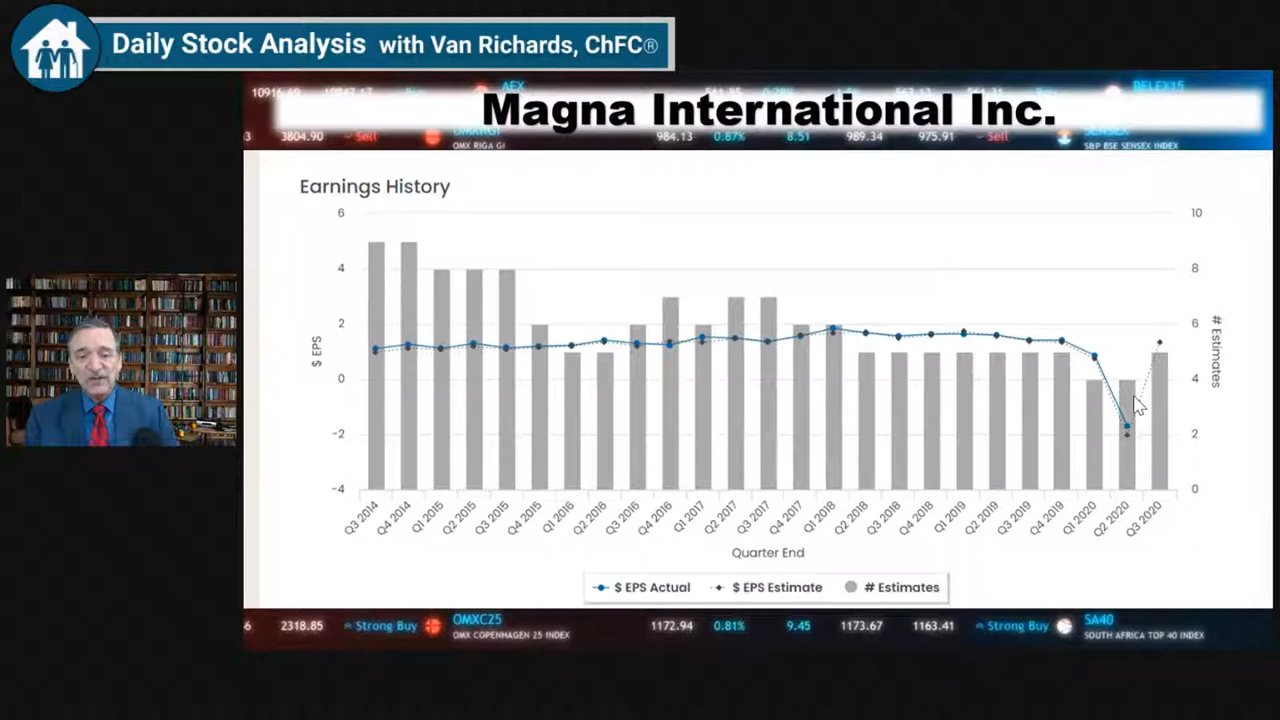 Daily Stock Analysis with Van Richards, ChFC®
AEX
BELEX15
Magna International Inc.
3 3804.90 Sell 984.13 0.87% 8.51 989.34 975.91 Sell SENSEX
OMX RIGA GI S&P BSE SENSEX INDEX
Earnings History
6 10
4 8
2 6
0 4
-2 2
-4 0
$ EPS
# Estimates
Q3 2014 Q4 2014 Q1 2015 Q2 2015 Q3 2015 Q4 2015 Q1 2016 Q2 2016 Q3 2016 Q4 2016 Q1 2017 Q2 2017 Q3 2017 Q4 2017 Q1 2018 Q2 2018 Q3 2018 Q4 2018 Q1 2019 Q2 2019 Q3 2019 Q4 2019 Q1 2020 Q2 2020 Q3 2020
Quarter End
$ EPS Actual $ EPS Estimate # Estimates
6 2318.85 Strong Buy OMXC25 1172.94 0.81% 9.45 1173.67 1163.41 Strong Buy SA40
OMX COPENHAGEN 25 INDEX SOUTH AFRICA TOP 40 INDEX